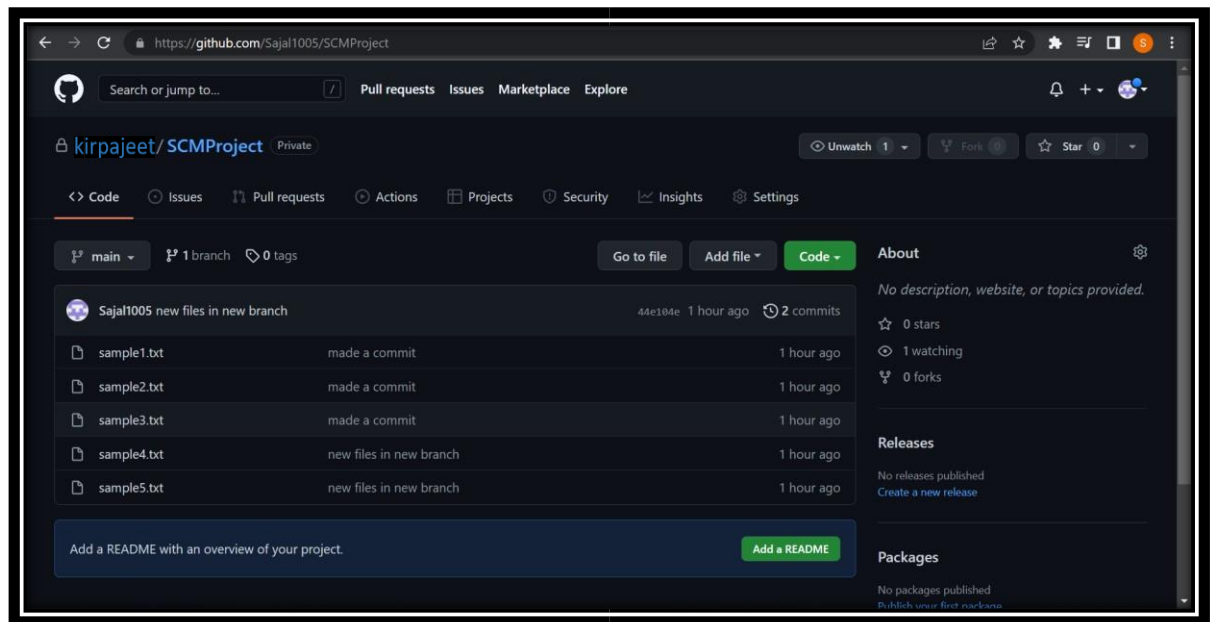 https://github.com/Sajal1005/SCMProject
S
Search or jump to... / Pull requests Issues Marketplace Explore
kirpajeet/ SCMProject Private
Unwatch 1 Fork 0 Star 0
<> Code Issues Pull requests Actions Projects Security Insights Settings
main 1 branch 0 tags Go to file Add file Code
About
No description, website, or topics provided.
Sajal1005 new files in new branch 44e104e 1 hour ago 2 commits
0 stars
sample1.txt made a commit 1 hour ago
1 watching
sample2.txt made a commit 1 hour ago
0 forks
sample3.txt made a commit 1 hour ago
Releases
sample4.txt new files in new branch 1 hour ago
No releases published
sample5.txt new files in new branch 1 hour ago
Create a new release
Add a README with an overview of your project. Add a README
Packages
No packages published
Publish your first package